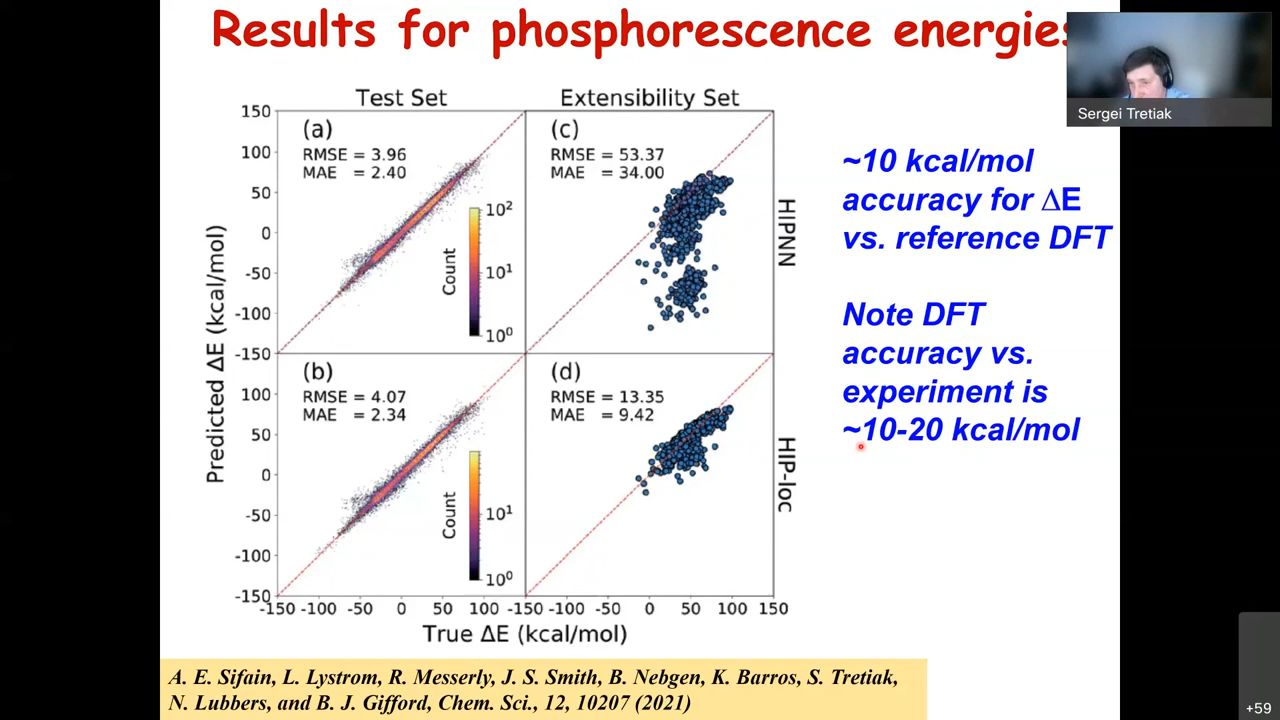 Results for phosphorescence energies
Sergei Tretiak
Test Set
Extensibility Set
150
100
50
0
-50
-100
-150
(a)
RMSE = 3.96
MAE = 2.40
Count
10²
10¹
10⁰
(c)
RMSE = 53.37
MAE = 34.00
HIPNN
Predicted ΔE (kcal/mol)
100
50
0
-50
-100
-150
(b)
RMSE = 4.07
MAE = 2.34
Count
10¹
10⁰
(d)
RMSE = 13.35
MAE = 9.42
HIP-loc
-150 -100 -50 0 50 100 -150 -100 -50 0 50 100 150
True ΔE (kcal/mol)
~10 kcal/mol
accuracy for ΔE
vs. reference DFT
Note DFT
accuracy vs.
experiment is
~10-20 kcal/mol
A. E. Sifain, L. Lystrom, R. Messerly, J. S. Smith, B. Nebgen, K. Barros, S. Tretiak,
N. Lubbers, and B. J. Gifford, Chem. Sci., 12, 10207 (2021)
+59